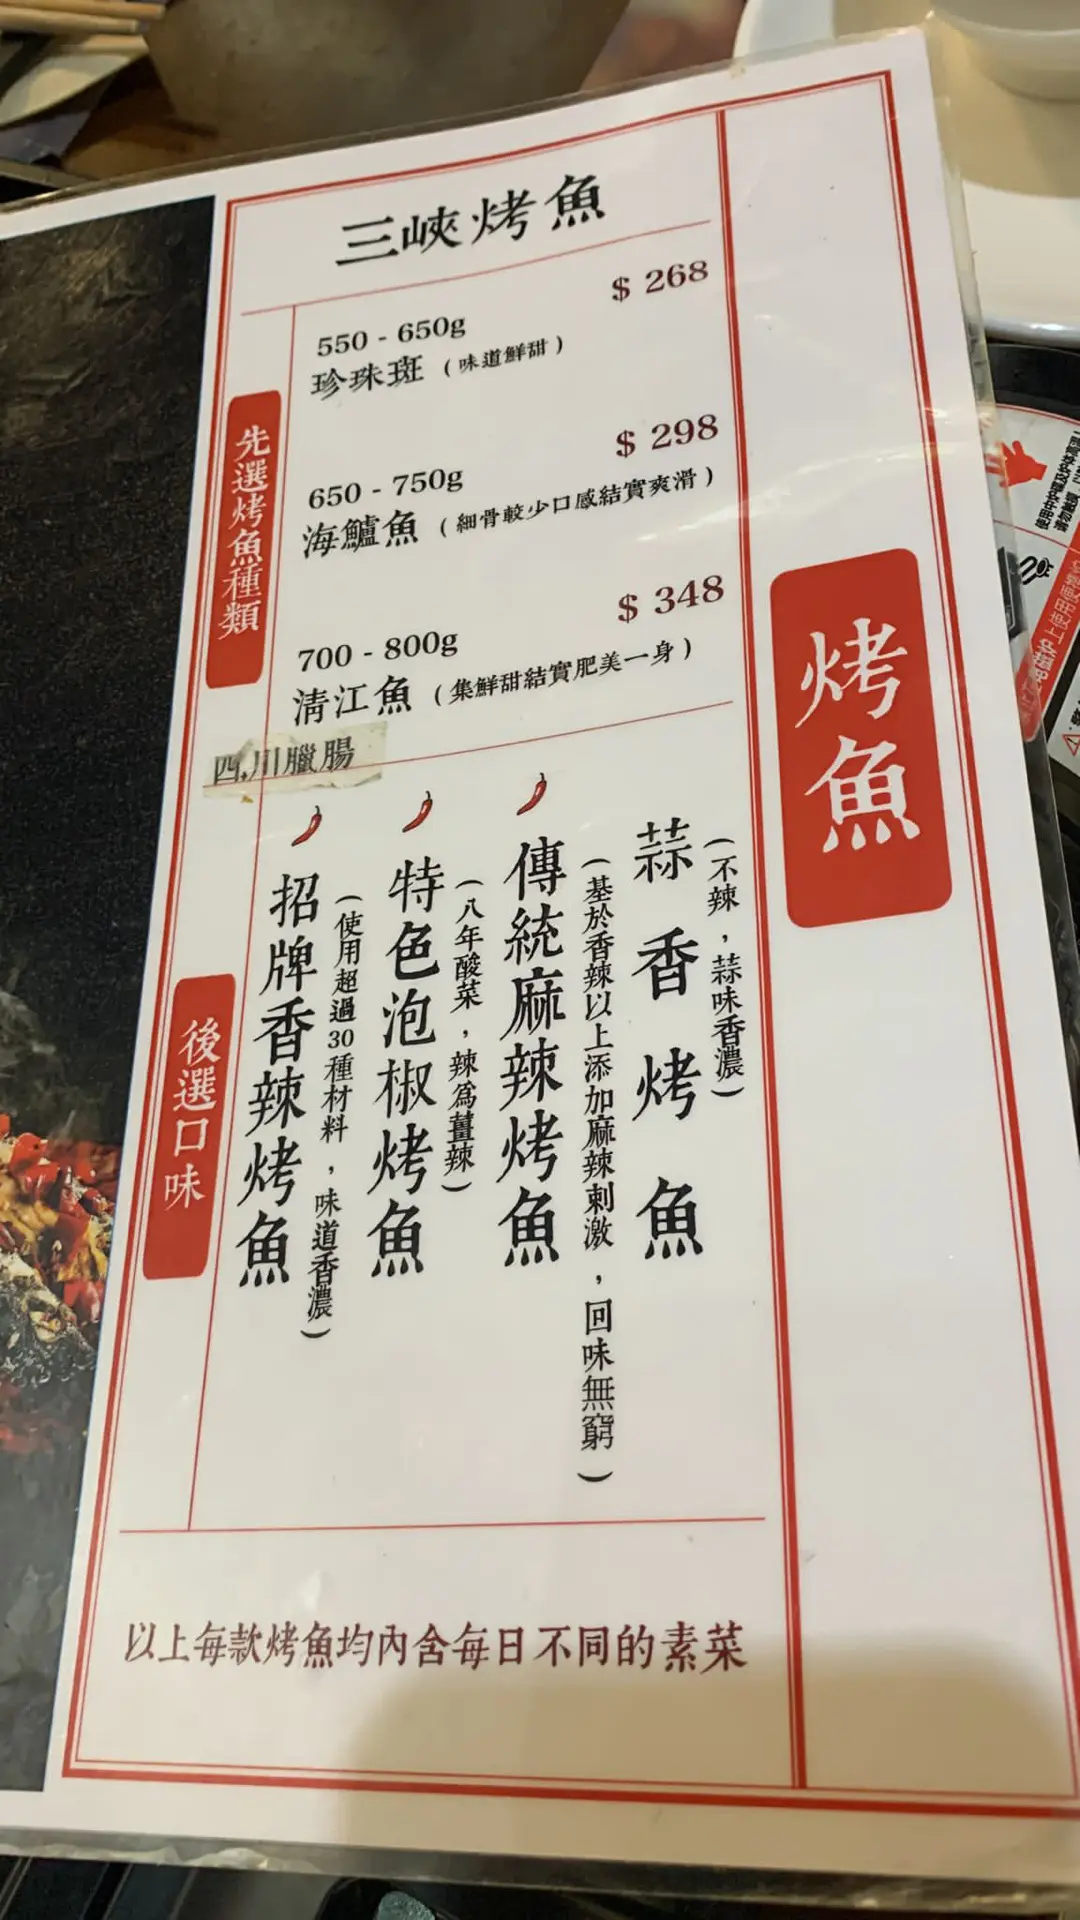 三峽烤魚
先選烤魚種類
550 - 650g
$ 268
珍珠斑（味道鮮甜）
650 - 750g
$ 298
海鱸魚（細骨較少口感結實爽滑）
700 - 800g
$ 348
清江魚（集鮮甜結實肥美一身）
四川臘腸
烤魚
後選口味
蒜香烤魚
（不辣，蒜味香濃）
傳統麻辣烤魚
（基於香辣以上添加麻辣刺激，回味無窮）
特色泡椒烤魚
（八年酸菜，辣為薑辣）
招牌香辣烤魚
（使用超過30種材料，味道香濃）
以上每款烤魚均內含每日不同的素菜